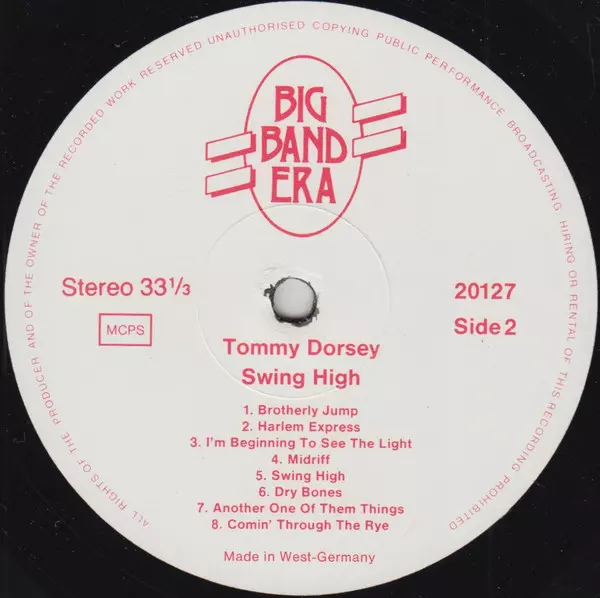 BIG
BAND
ERA
Stereo 33 1/3
20127
MCPS
Side 2
Tommy Dorsey
Swing High
1. Brotherly Jump
2. Harlem Express
3. I'm Beginning To See The Light
4. Midriff
5. Swing High
6. Dry Bones
7. Another One Of Them Things
8. Comin' Through The Rye
Made in West-Germany
ALL RIGHTS OF THE PRODUCER AND OF THE OWNER OF THE RECORDED WORK RESERVED UNAUTHORISED COPYING PUBLIC PERFORMANCE BROADCASTING HIRING OR RENTAL OF THIS RECORDING PROHIBITED